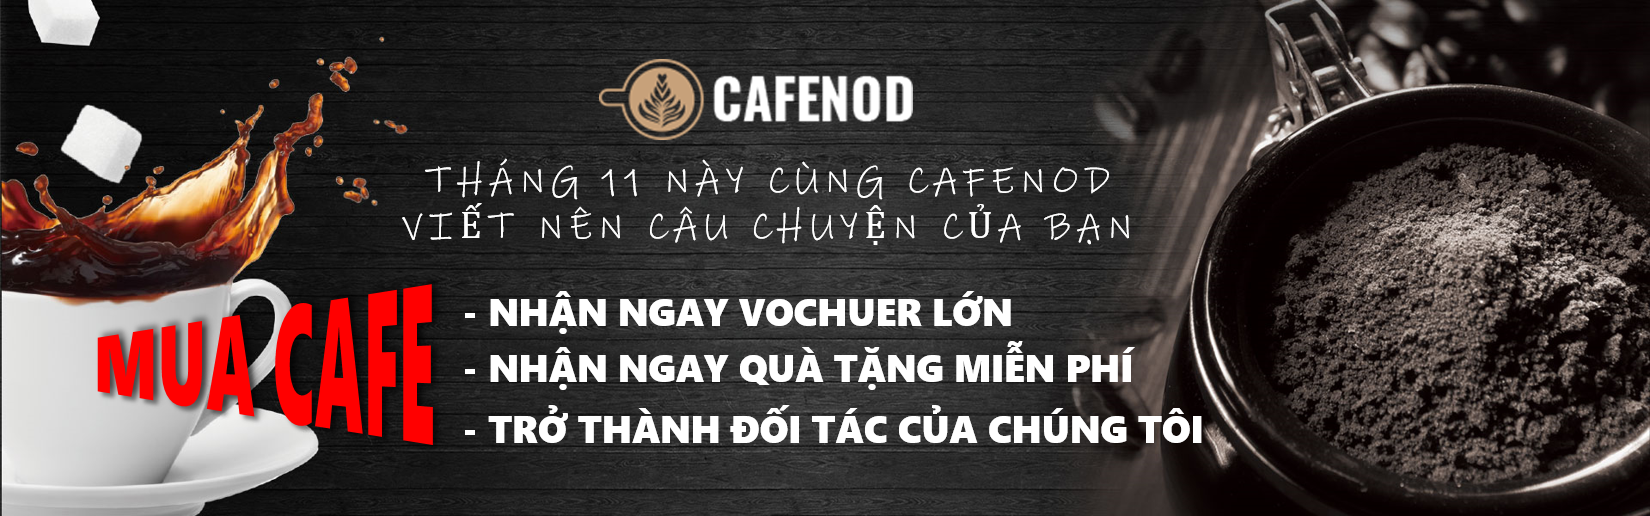 CAFENOD
THÁNG 11 NÀY CÙNG CAFENOD
VIẾT NÊN CÂU CHUYỆN CỦA BẠN
MUA CAFE
- NHẬN NGAY VOCHUER LỚN
- NHẬN NGAY QUÀ TẶNG MIỄN PHÍ
- TRỞ THÀNH ĐỐI TÁC CỦA CHÚNG TÔI